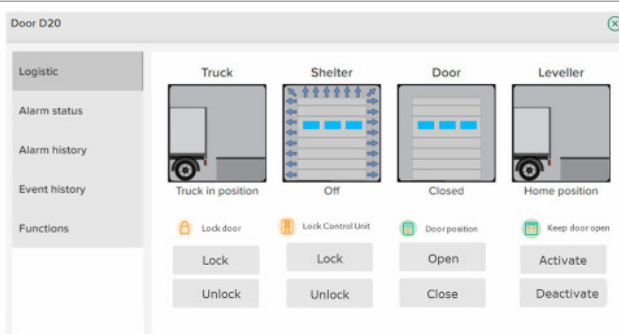 Door D20
Logistic
Alarm status
Alarm history
Event history
Functions
Truck Shelter Door Leveller
Truck in position Off Closed Home position
Lock door Lock Control Unit Door position Keep door open
Lock Lock Open Activate
Unlock Unlock Close Deactivate